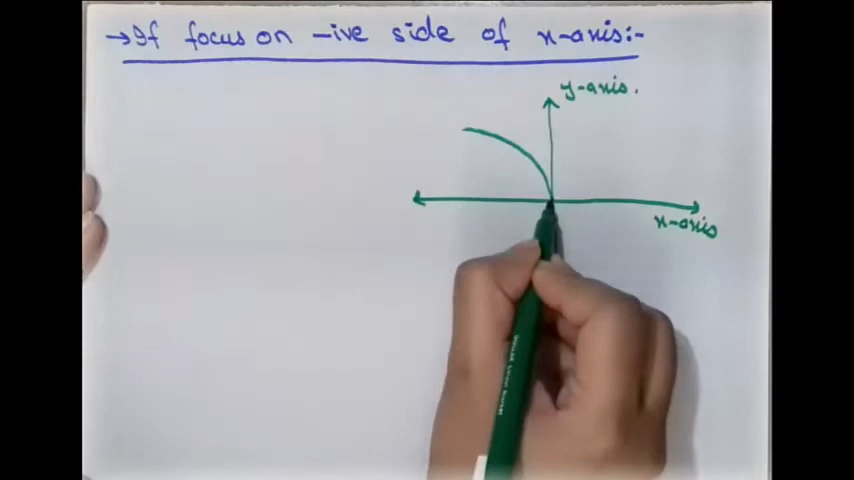 →If focus on -ive side of x-axis:-
y-axis.
x-axis